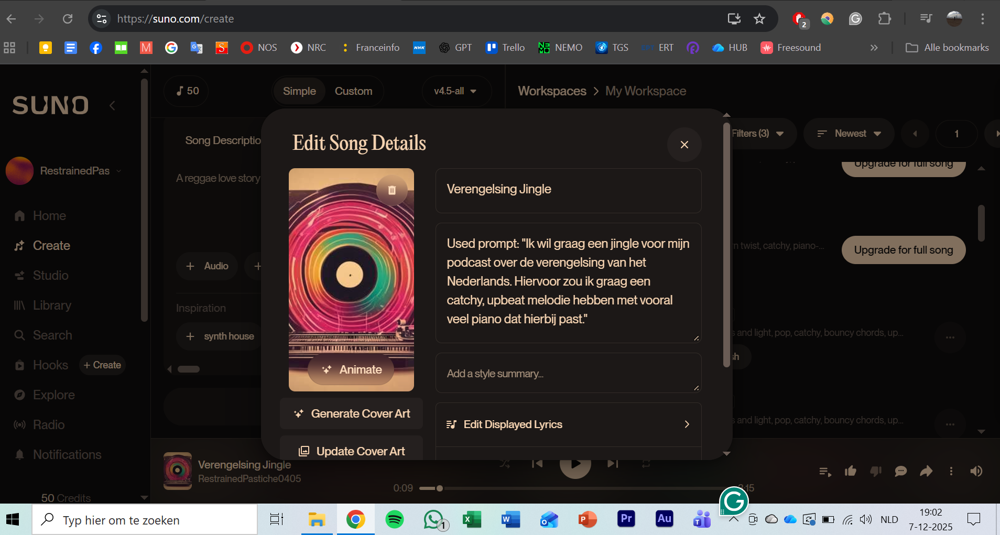 https://suno.com/create
2
NOS
NRC
Franceinfo
NHK
GPT
Trello
NEMO
TGS
ERT
HUB
Freesound
Alle bookmarks
SUNO
50
Simple
Custom
v4.5-all
Workspaces
My Workspace
Filters (3)
Newest
1
Song Descriptio
A reggae love story
Audio
Inspiration
synth house
RestrainedPas
Home
Create
Studio
Library
Search
Hooks
+ Create
Explore
Radio
Notifications
50 Credits
Edit Song Details
Verengelsing Jingle
Used prompt: "Ik wil graag een jingle voor mijn
podcast over de verengelsing van het
Nederlands. Hiervoor zou ik graag een
catchy, upbeat melodie hebben met vooral
veel piano dat hierbij past."
Add a style summary...
Edit Displayed Lyrics
Animate
Generate Cover Art
Update Cover Art
Upgrade for full song
n twist, catchy, piano-...
Upgrade for full song
s and light, pop, catchy, bouncy chords, up...
sh
s and light, pop, catchy, bouncy chords, up...
Verengelsing Jingle
RestrainedPastiche0405
0:09
:15
Typ hier om te zoeken
1
Pr
Au
NLD
19:02
7-12-2025